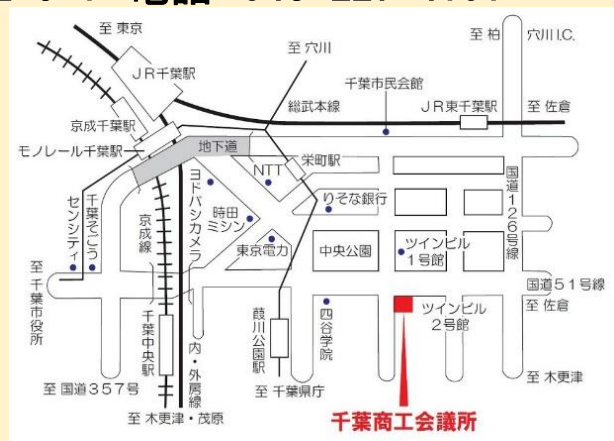 至 東京
至 穴川
至 柏
穴川 I.C.
JR千葉駅
千葉市民会館
総武本線
JR東千葉駅
至 佐倉
京成千葉駅
モノレール千葉駅
地下道
栄町駅
NTT
国道126号線
ヨドバシカメラ
りそな銀行
千葉そごう
センシティ
京成線
時田
ミシン
東京電力
中央公園
ツインビル
1号館
至 千葉市役所
国道51号線
至 佐倉
千葉中央駅
葭川公園駅
四谷学院
ツインビル
2号館
内・外房線
至 国道357号
至 千葉県庁
至 木更津
至 木更津・茂原
千葉商工会議所